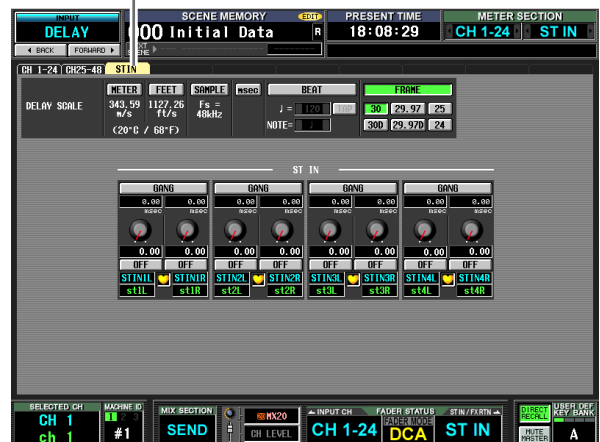 INPUT
DELAY
SCENE MEMORY EDIT
000 Initial Data R
PRESENT TIME
18:08:29
METER SECTION
CH 1-24 ST IN
BACK FORWARD
NEXT SCENE
CH 1-24 CH25-48 STIN
DELAY SCALE
METER FEET SAMPLE msec BEAT FRAME
343.59 m/s
1127.26 ft/s
Fs = 48kHz
(20°C / 68°F)
♩= 120 TAP
NOTE= ♩
30 29.97 25
30D 29.97D 24
ST IN
GANG GANG GANG GANG
0.00 0.00 0.00 0.00 0.00 0.00 0.00 0.00
msec msec msec msec msec msec msec msec
0.00 0.00 0.00 0.00 0.00 0.00 0.00 0.00
OFF OFF OFF OFF OFF OFF OFF OFF
STIN1L STIN1R STIN2L STIN2R STIN3L STIN3R STIN4L STIN4R
st1L st1R st2L st2R st3L st3R st4L st4R
SELECTED CH
CH 1
ch 1
MACHINE ID
1 2 3
#1
MIX SECTION
SEND
MX20
CH LEVEL
INPUT CH FADER STATUS ST IN/FXRTN
CH 1-24
FADER MODE
DCA
ST IN
DIRECT RECALL
MUTE MASTER
USER DEF KEY BANK
A